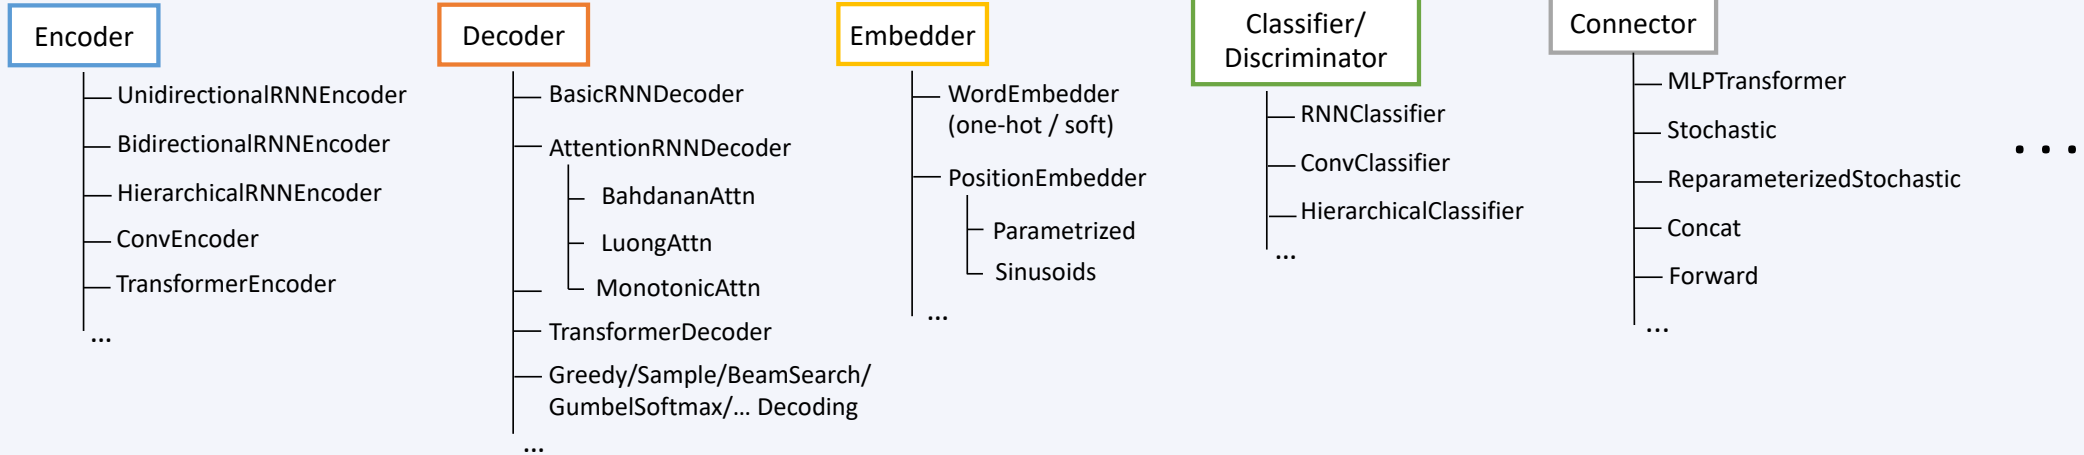 Encoder
UnidirectionalRNNEncoder
BidirectionalRNNEncoder
HierarchicalRNNEncoder
ConvEncoder
TransformerEncoder
...
Decoder
BasicRNNDecoder
AttentionRNNDecoder
BahdananAttn
LuongAttn
MonotonicAttn
TransformerDecoder
Greedy/Sample/BeamSearch/
GumbelSoftmax/... Decoding
...
Embedder
WordEmbedder
(one-hot / soft)
PositionEmbedder
Parametrized
Sinusoids
...
Classifier/
Discriminator
RNNClassifier
ConvClassifier
HierarchicalClassifier
...
Connector
MLPTransformer
Stochastic
ReparameterizedStochastic
Concat
Forward
...
...